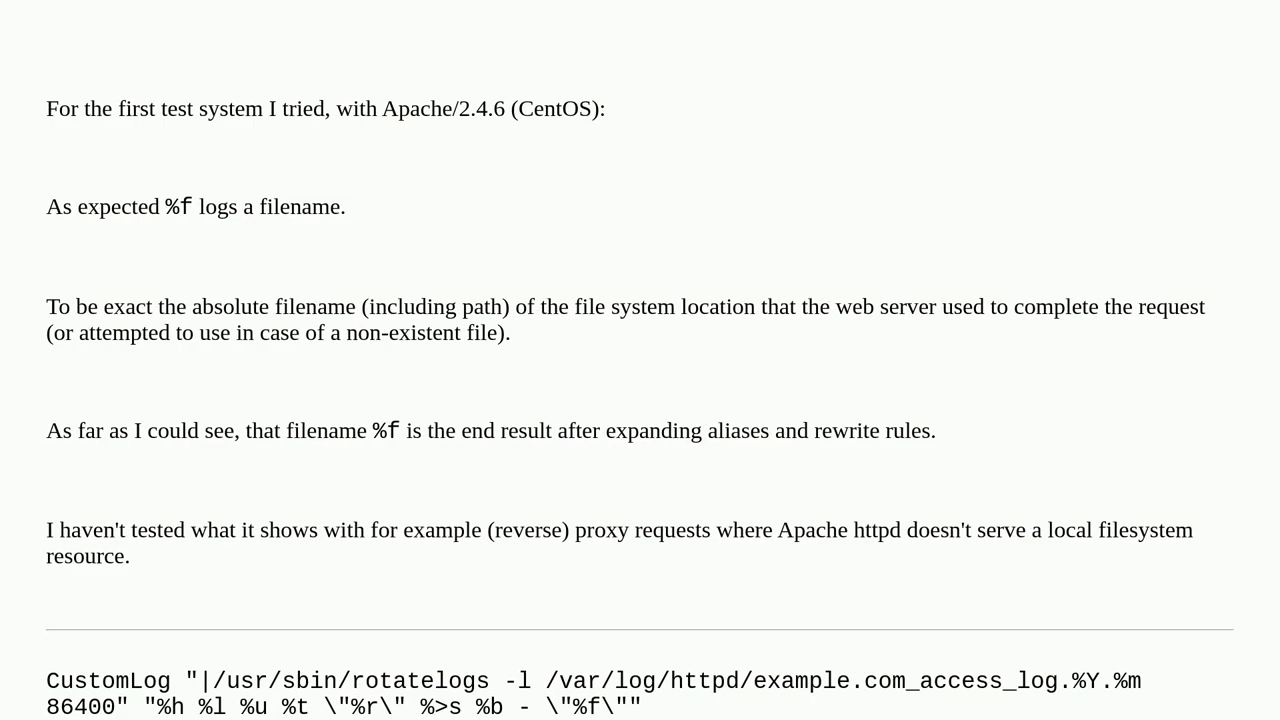 For the first test system I tried, with Apache/2.4.6 (CentOS):
As expected %f logs a filename.
To be exact the absolute filename (including path) of the file system location that the web server used to complete the request
(or attempted to use in case of a non-existent file).
As far as I could see, that filename %f is the end result after expanding aliases and rewrite rules.
I haven't tested what it shows with for example (reverse) proxy requests where Apache httpd doesn't serve a local filesystem
resource.
CustomLog "|/usr/sbin/rotatelogs -l /var/log/httpd/example.com_access_log.%Y.%m
86400" "%h %l %u %t \"%r\" %>s %b - \"%f\""